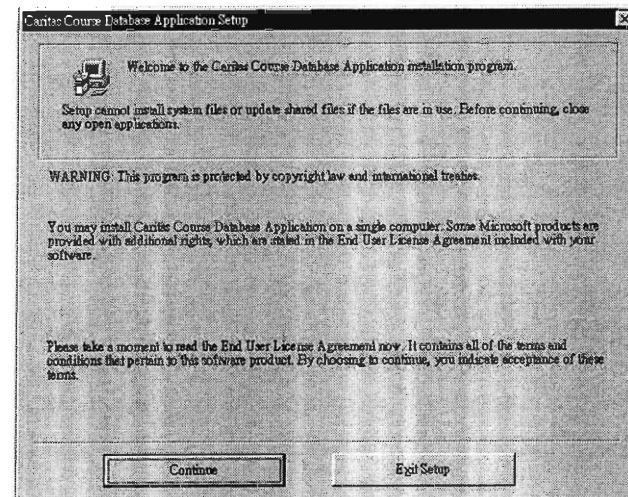 Caritas Course Database Application Setup
Welcome to the Caritas Course Database Application installation program.
Setup cannot install system files or update shared files if the files are in use. Before continuing, close
any open applications.
WARNING: This program is protected by copyright law and international treaties.
You may install Caritas Course Database Application on a single computer. Some Microsoft products are
provided with additional rights, which are stated in the End User License Agreement included with your
software.
Please take a moment to read the End User License Agreement now. It contains all of the terms and
conditions that pertain to this software product. By choosing to continue, you indicate acceptance of these
terms.
Continue
Exit Setup